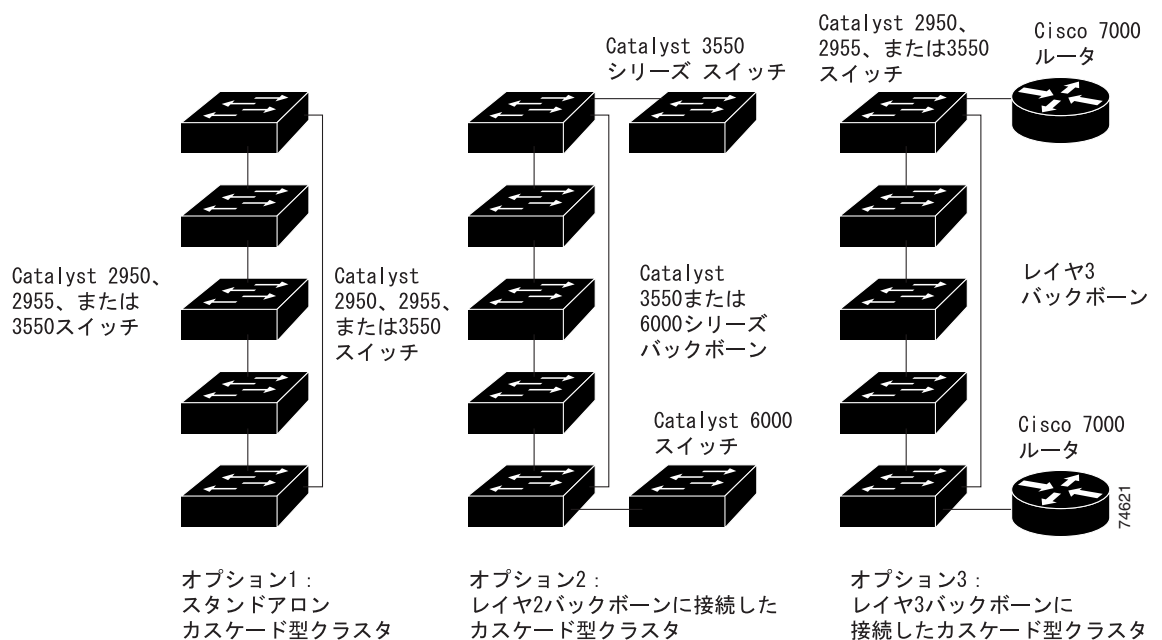 Catalyst 3550
シリーズ スイッチ
Catalyst 2950、
2955、または3550
スイッチ
Cisco 7000
ルータ
Catalyst 2950、
2955、または
3550スイッチ
Catalyst
2950、2955、
または3550
スイッチ
Catalyst
3550または
6000シリーズ
バックボーン
レイヤ3
バックボーン
Catalyst 6000
スイッチ
Cisco 7000
ルータ
74621
オプション1：
スタンドアロン
カスケード型クラスタ
オプション2：
レイヤ2バックボーンに接続した
カスケード型クラスタ
オプション3：
レイヤ3バックボーンに
接続したカスケード型クラスタ